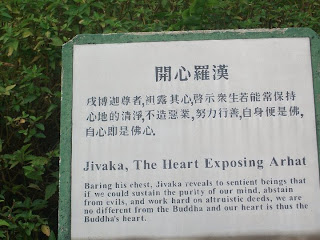 開心羅漢
戍博迦尊者,袒露其心,啓示衆生若能常保持
心地的清淨,不造惡業,努力行善,自身便是佛,
自心即是佛心.
Jivaka, The Heart Exposing Arhat
Baring his chest, Jivaka reveals to sentient beings that
if we could sustain the purity of our mind, abstain
from evils, and work hard on altruistic deeds, we are
no different from the Buddha and our heart is thus the
Buddha's heart.